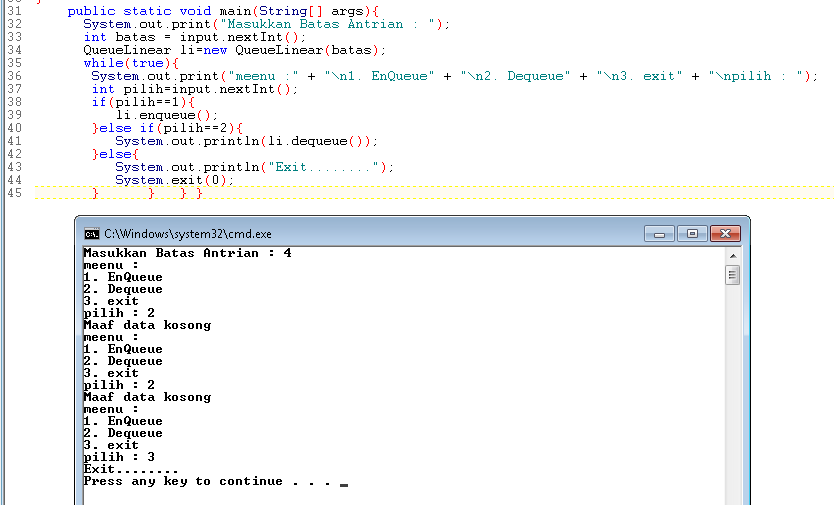 31 public static void main(String[] args){
32 System.out.print("Masukkan Batas Antrian : ");
33 int batas = input.nextInt();
34 QueueLinear li=new QueueLinear(batas);
35 while(true){
36 System.out.print("meenu :" + "\n1. EnQueue" + "\n2. Dequeue" + "\n3. exit" + "\npilih : ");
37 int pilih=input.nextInt();
38 if(pilih==1){
39 li.enqueue();
40 }else if(pilih==2){
41 System.out.println(li.dequeue());
42 }else{
43 System.out.println("Exit........");
44 System.exit(0);
45 } } } }
C:\Windows\system32\cmd.exe
Masukkan Batas Antrian : 4
meenu :
1. EnQueue
2. Dequeue
3. exit
pilih : 2
Maaf data kosong
meenu :
1. EnQueue
2. Dequeue
3. exit
pilih : 2
Maaf data kosong
meenu :
1. EnQueue
2. Dequeue
3. exit
pilih : 3
Exit........
Press any key to continue . . . _